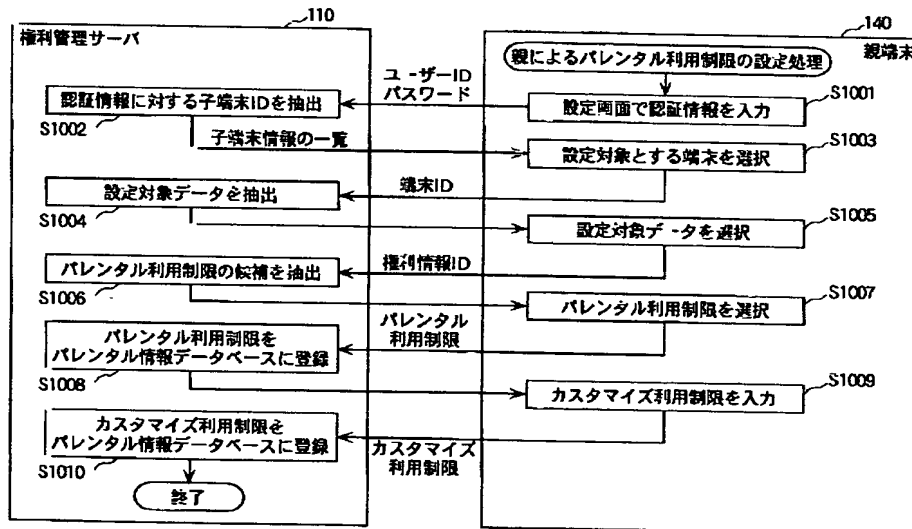 110
権利管理サーバ
140
親端末
親によるパレンタル利用制限の設定処理
ユーザーID
パスワード
設定画面で認証情報を入力
S1001
認証情報に対する子端末IDを抽出
S1002
子端末情報の一覧
設定対象とする端末を選択
S1003
端末ID
設定対象データを抽出
S1004
設定対象データを選択
S1005
権利情報ID
パレンタル利用制限の候補を抽出
S1006
パレンタル利用制限を選択
S1007
パレンタル
利用制限
パレンタル利用制限を
パレンタル情報データベースに登録
S1008
カスタマイズ利用制限を入力
S1009
カスタマイズ利用制限を
パレンタル情報データベースに登録
S1010
カスタマイズ
利用制限
終了